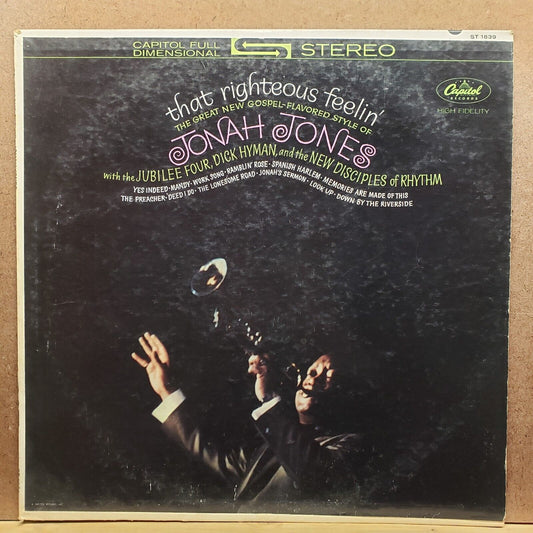 ST 1839
CAPITOL FULL DIMENSIONAL STEREO
Capitol
RECORDS
HIGH FIDELITY
that righteous feelin'
THE GREAT NEW GOSPEL-FLAVORED STYLE OF
JONAH JONES
With the JUBILEE FOUR, DICK HYMAN, and the NEW DISCIPLES of RHYTHM
YES INDEED • MANDY • WORK SONG • RAMBLIN' ROSE • SPANISH HARLEM • MEMORIES ARE MADE OF THIS
THE PREACHER • DEED I DO • THE LONESOME ROAD • JONAH'S SERMON • LOOK UP • DOWN BY THE RIVERSIDE